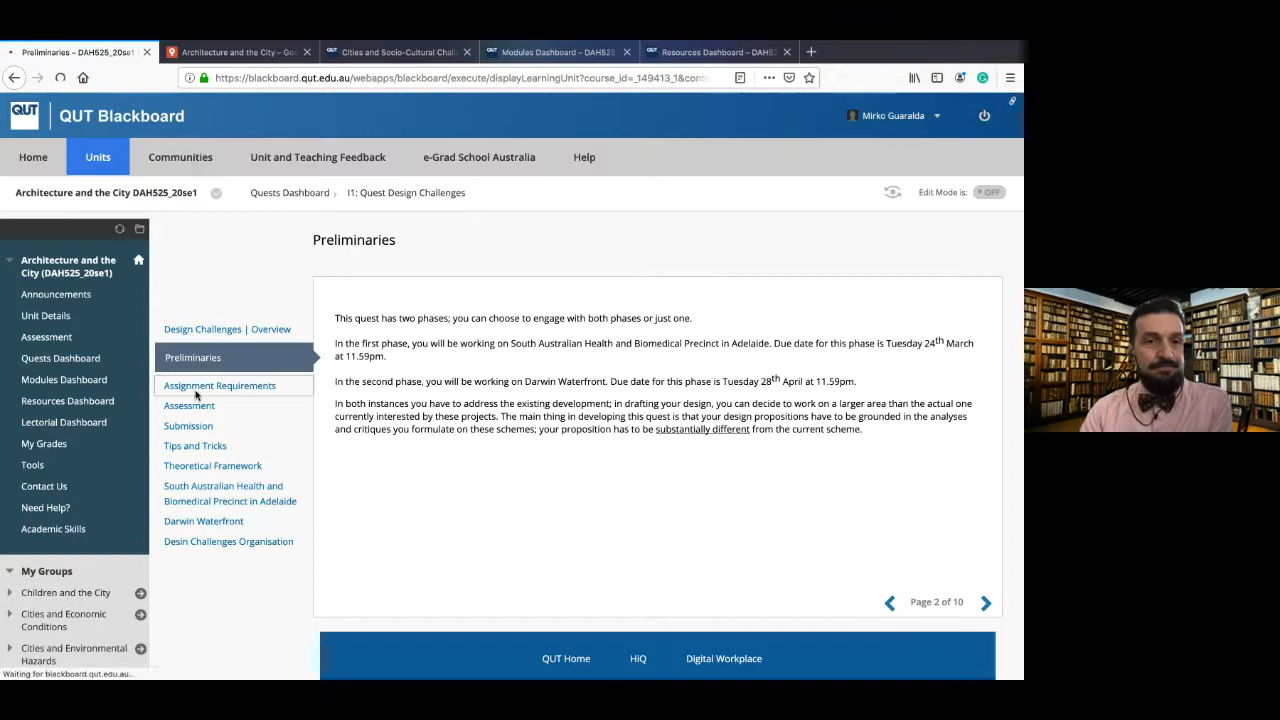 Preliminaries – DAH525_20se1
Architecture and the City – Goo
Cities and Socio-Cultural Chall
Modules Dashboard – DAH525
Resources Dashboard – DAH52
https://blackboard.qut.edu.au/webapps/blackboard/execute/displayLearningUnit?course_id=_149413_1&cont
QUT
QUT Blackboard
Mirko Guaralda
Home
Units
Communities
Unit and Teaching Feedback
e-Grad School Australia
Help
Architecture and the City DAH525_20se1
Quests Dashboard
I1: Quest Design Challenges
Edit Mode is:
OFF
Architecture and the
City (DAH525_20se1)
Announcements
Unit Details
Assessment
Quests Dashboard
Modules Dashboard
Resources Dashboard
Lectorial Dashboard
My Grades
Tools
Contact Us
Need Help?
Academic Skills
My Groups
Children and the City
Cities and Economic
Conditions
Cities and Environmental
Hazards
Waiting for blackboard.qut.edu.au...
Design Challenges | Overview
Preliminaries
Assignment Requirements
Assessment
Submission
Tips and Tricks
Theoretical Framework
South Australian Health and
Biomedical Precinct in Adelaide
Darwin Waterfront
Desin Challenges Organisation
Preliminaries
This quest has two phases; you can choose to engage with both phases or just one.
In the first phase, you will be working on South Australian Health and Biomedical Precinct in Adelaide. Due date for this phase is Tuesday 24th March
at 11.59pm.
In the second phase, you will be working on Darwin Waterfront. Due date for this phase is Tuesday 28th April at 11.59pm.
In both instances you have to address the existing development; in drafting your design, you can decide to work on a larger area than the actual one
currently interested by these projects. The main thing in developing this quest is that your design propositions have to be grounded in the analyses
and critiques you formulate on these schemes; your proposition has to be substantially different from the current scheme.
Page 2 of 10
QUT Home
HiQ
Digital Workplace